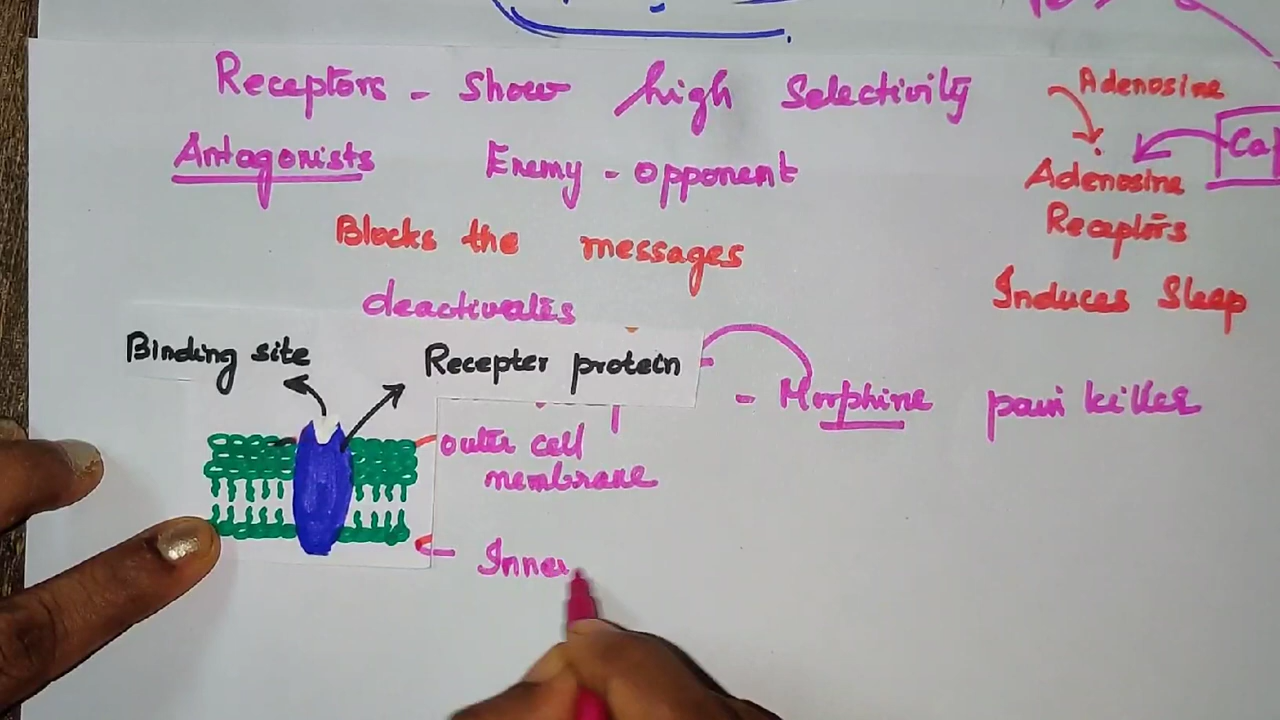 Receptors - show high Selectivity
Antagonists Enemy - opponent
Blocks the messages
deactivates
Adenosine
Ca
Adenosine
Receptors
Induces Sleep
Binding site
Recepter protein
- Morphine pain killer
outer cell
membrane
- Inner